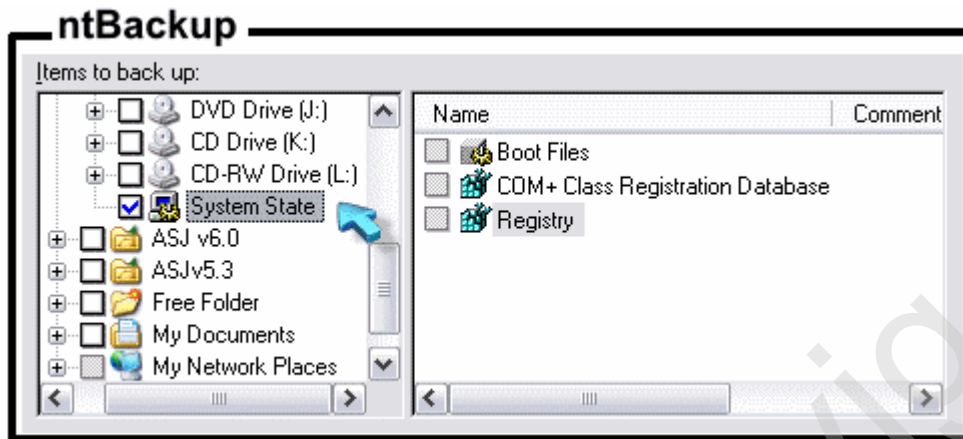 ntBackup
Items to back up:
DVD Drive (J:)
CD Drive (K:)
CD-RW Drive (L:)
System State
ASJ v6.0
ASJv5.3
Free Folder
My Documents
My Network Places
Name Comment
Boot Files
COM+ Class Registration Database
Registry